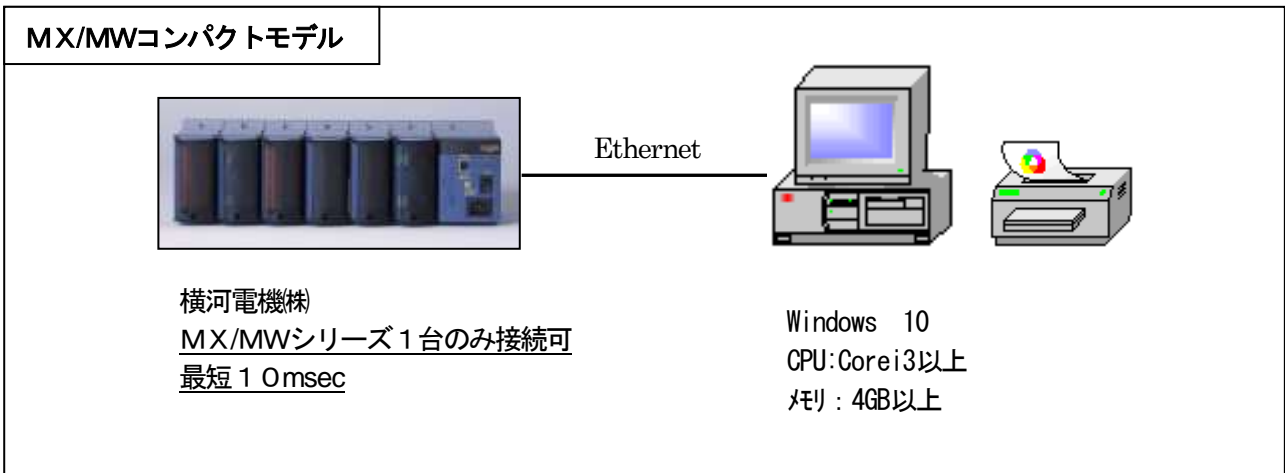 ＭＸ/MWコンパクトモデル
Ethernet
横河電機㈱
ＭＸ/MWシリーズ１台のみ接続可
最短１０msec
Windows　10
CPU:Corei3以上
ﾒﾓﾘ：4GB以上